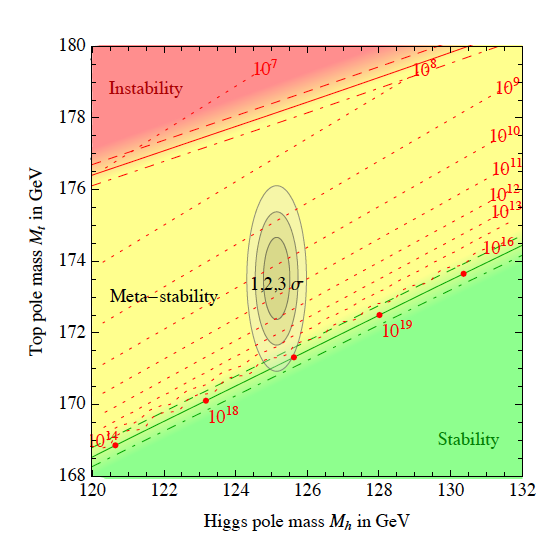 180
178
176
174
172
170
168
Top pole mass Mt in GeV
Instability
10^7
10^8
10^9
10^10
10^11
10^12
10^13
10^16
1,2,3 σ
Meta-stability
10^19
10^18
10^14
Stability
120 122 124 126 128 130 132
Higgs pole mass Mh in GeV